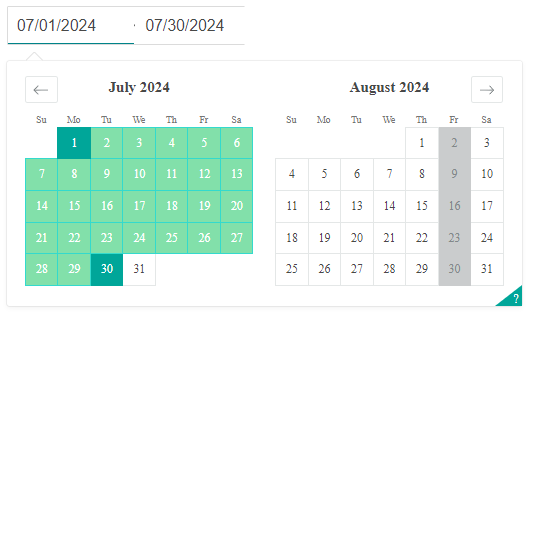 07/01/2024 · 07/30/2024
July 2024
Su Mo Tu We Th Fr Sa
1 2 3 4 5 6
7 8 9 10 11 12 13
14 15 16 17 18 19 20
21 22 23 24 25 26 27
28 29 30 31
August 2024
Su Mo Tu We Th Fr Sa
1 2 3
4 5 6 7 8 9 10
11 12 13 14 15 16 17
18 19 20 21 22 23 24
25 26 27 28 29 30 31
?